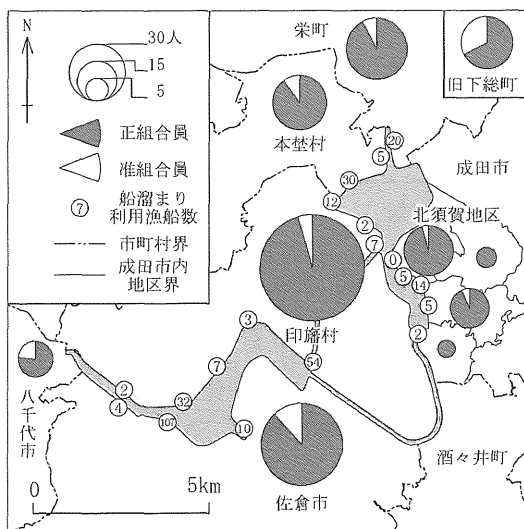 N
30人
15
5
正組合員
准組合員
⑦
船溜まり
利用漁船数
市町村界
成田市内
地区界
栄町
旧下総町
本埜村
20
5
成田市
30
12
2
7
北須賀地区
0
5
14
5
2
印旛村
3
7
54
32
2
4
107
10
八千代市
佐倉市
酒々井町
0
5km